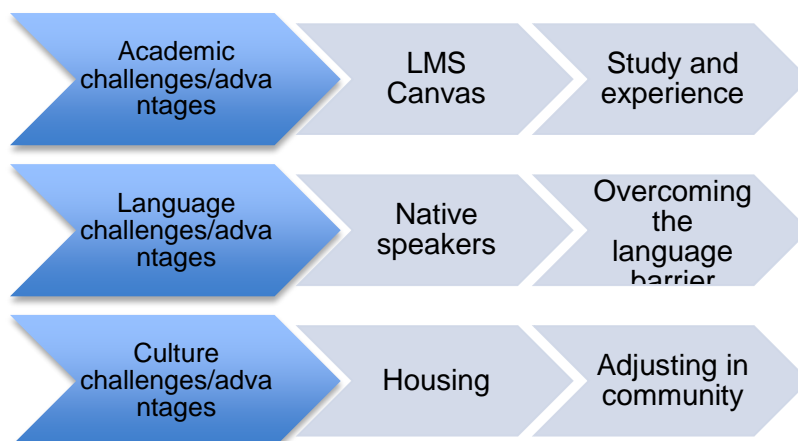 Academic
challenges/adva
ntages
LMS
Canvas
Study and
experience
Language
challenges/adva
ntages
Native
speakers
Overcoming
the
language
barrier
Culture
challenges/adva
ntages
Housing
Adjusting in
community